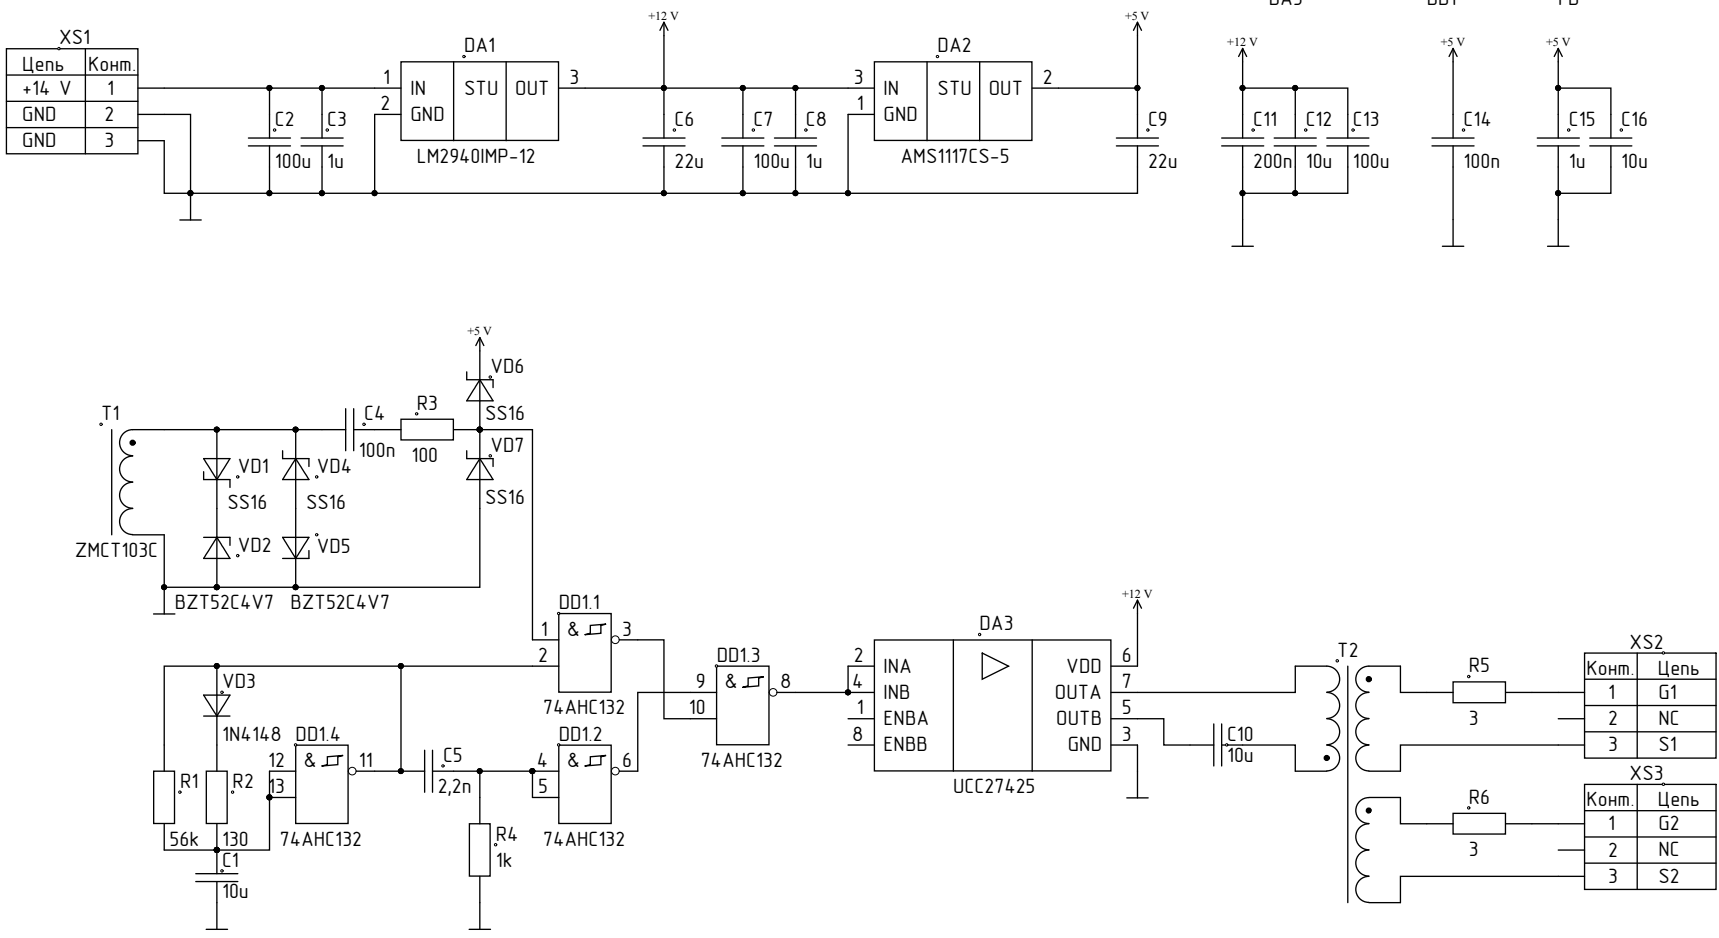 +12 V
+5 V
XS1
Цепь Конт.
+14 V 1
GND 2
GND 3
DA1
1 IN STU OUT 3
2 GND
LM2940IMP-12
C2
100u
C3
1u
C6
22u
C7
100u
C8
1u
DA2
3 IN STU OUT 2
1 GND
AMS1117CS-5
C9
22u
+12 V
C11
200n
C12
10u
C13
100u
+5 V
C14
100n
+5 V
C15
1u
C16
10u
+5 V
VD6
SS16
T1
ZMCT103C
C4
100n
R3
100
VD7
SS16
VD1
SS16
VD4
SS16
VD2
VD5
BZT52C4V7 BZT52C4V7
DD1.1
1 & 3
2
74AHC132
VD3
1N4148
R1
56k
R2
130
C1
10u
DD1.4
12 & 11
13
74AHC132
C5
2,2n
R4
1k
DD1.2
4 & 6
5
74AHC132
DD1.3
9 & 8
10
74AHC132
+12 V
DA3
2 INA VDD 6
4 INB OUTA 7
1 ENBA OUTB 5
8 ENBB GND 3
UCC27425
C10
10u
T2
R5
3
XS2
Конт. Цепь
1 G1
2 NC
3 S1
R6
3
XS3
Конт. Цепь
1 G2
2 NC
3 S2